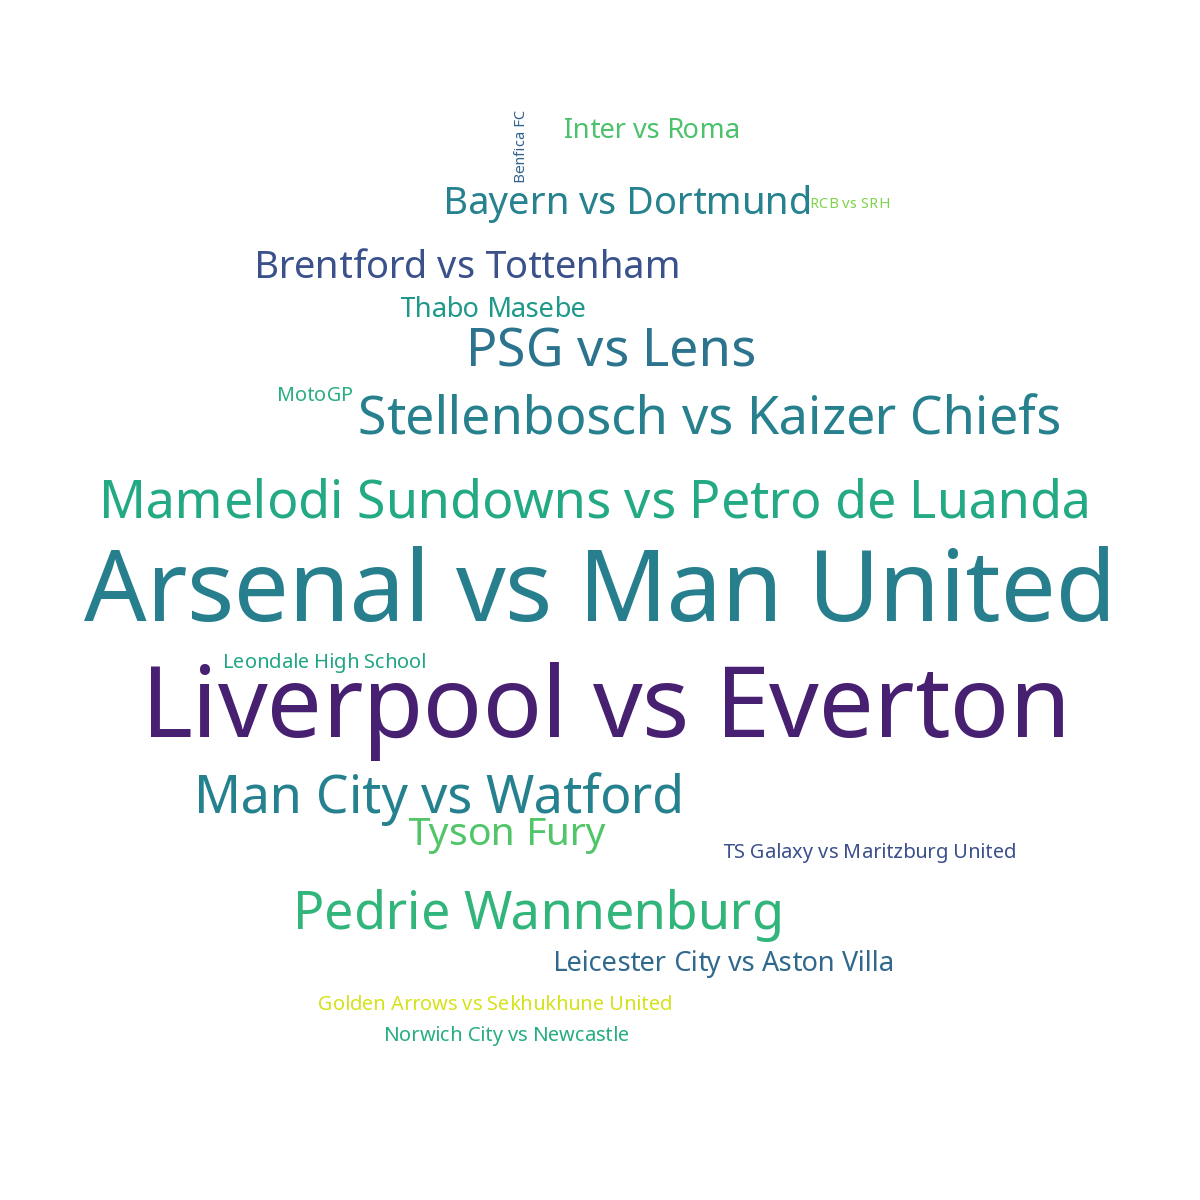 Benfica FC
Inter vs Roma
Bayern vs Dortmund
RCB vs SRH
Brentford vs Tottenham
Thabo Masebe
PSG vs Lens
MotoGP
Stellenbosch vs Kaizer Chiefs
Mamelodi Sundowns vs Petro de Luanda
Arsenal vs Man United
Leondale High School
Liverpool vs Everton
Man City vs Watford
Tyson Fury
TS Galaxy vs Maritzburg United
Pedrie Wannenburg
Leicester City vs Aston Villa
Golden Arrows vs Sekhukhune United
Norwich City vs Newcastle